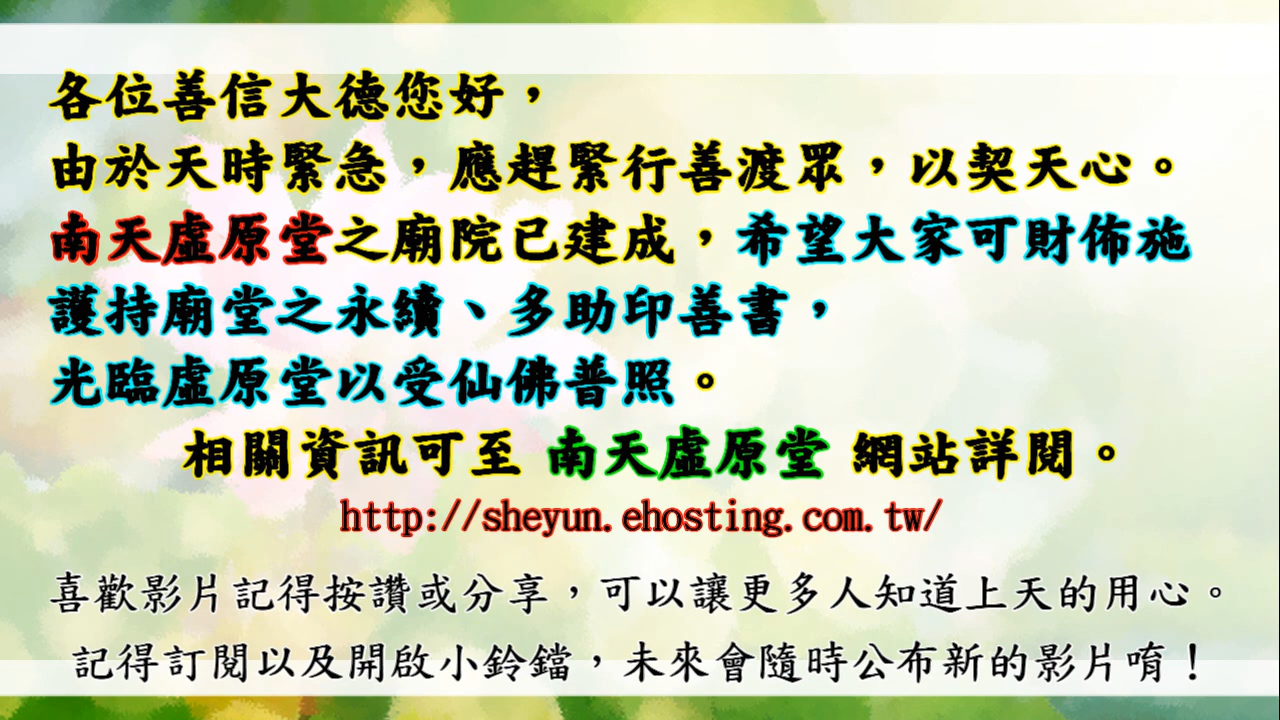 各位善信大德您好，
由於天時緊急，應趕緊行善渡眾，以契天心。
南天虛原堂之廟院已建成，希望大家可財佈施
護持廟堂之永續、多助印善書，
光臨虛原堂以受仙佛普照。
相關資訊可至 南天虛原堂 網站詳閱。
http://sheyun.ehosting.com.tw/
喜歡影片記得按讚或分享，可以讓更多人知道上天的用心。
記得訂閱以及開啟小鈴鐺，未來會隨時公布新的影片唷！